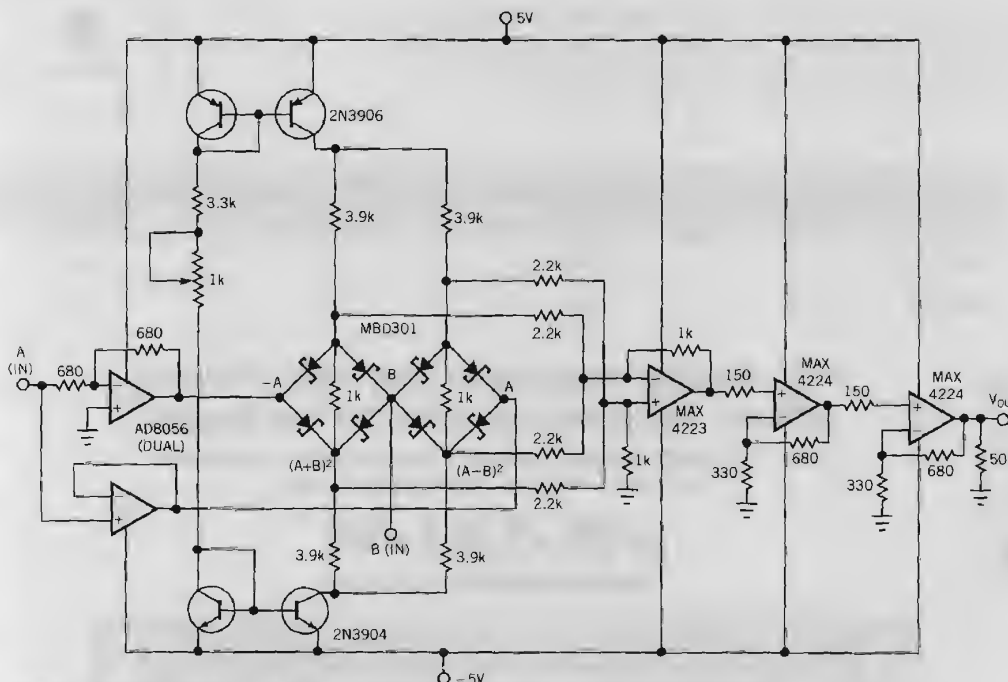 5V
2N3906
3.3k
3.9k
3.9k
1k
2.2k
2.2k
MBD301
680
A
(IN)
680
-A
B
A
1k
1k
1k
MAX
4223
150
MAX
4224
150
MAX
4224
AD8056
(DUAL)
(A+B)²
(A–B)²
2.2k
2.2k
1k
330
680
330
680
50
B (IN)
3.9k
3.9k
2N3904
-5V